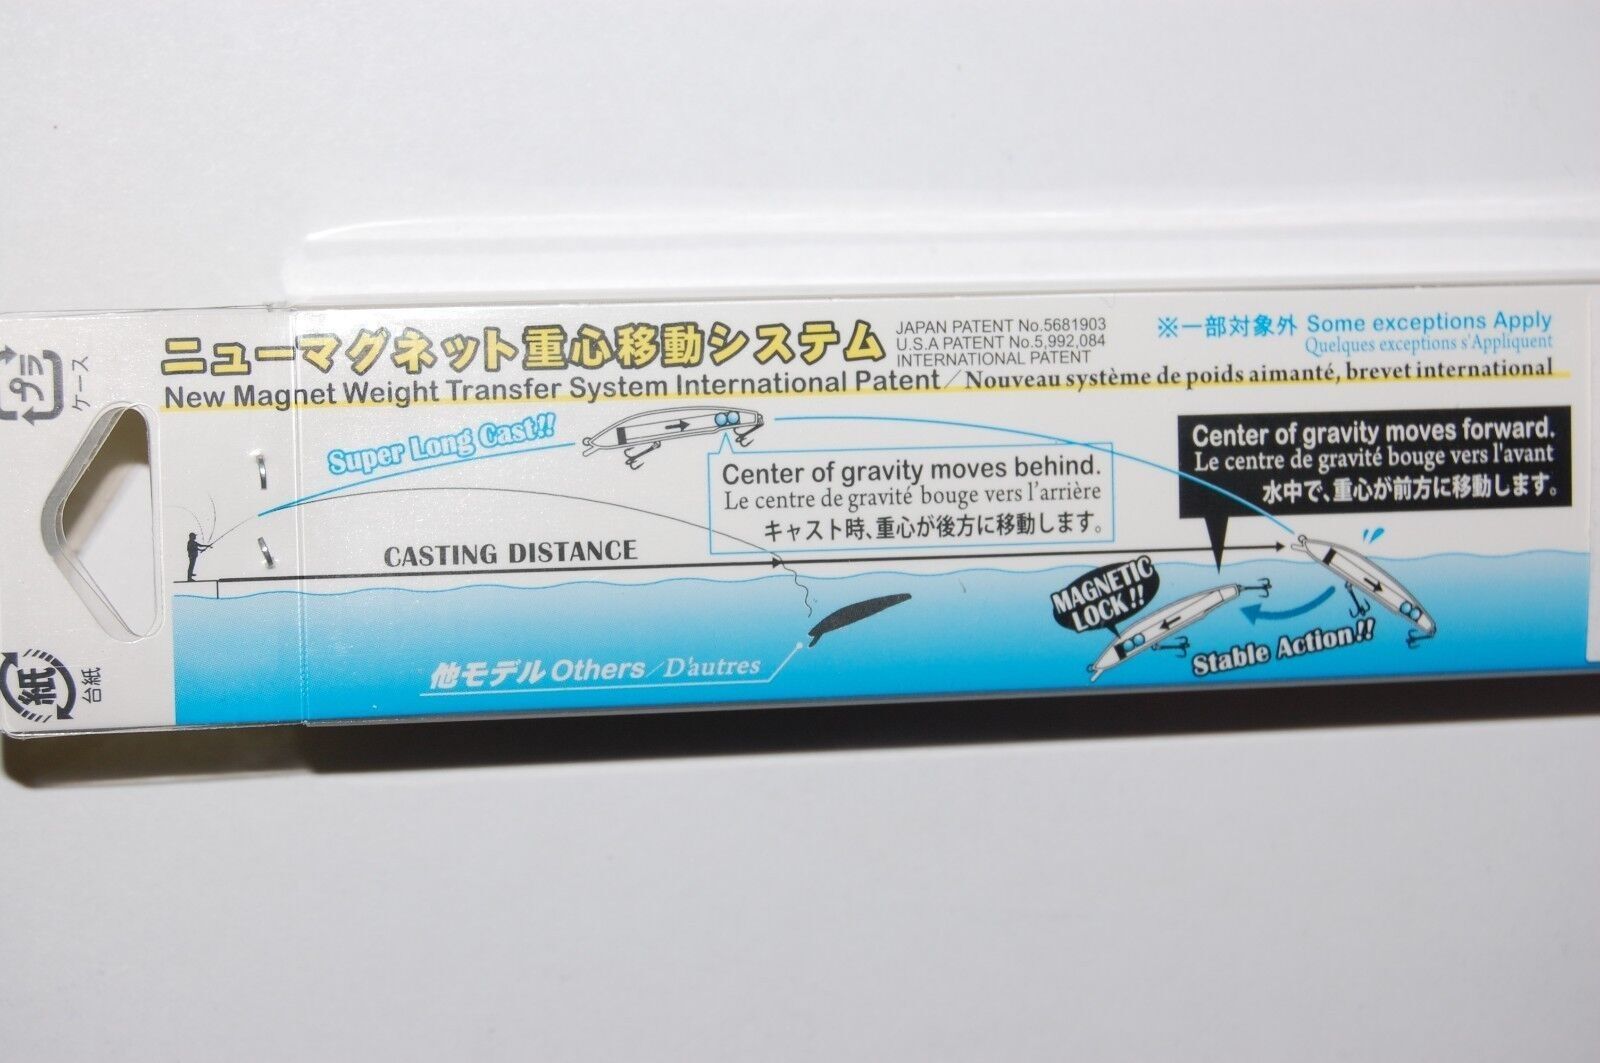 ニューマグネット重心移動システム
JAPAN PATENT No.5681903
U.S.A PATENT No.5,992,084
INTERNATIONAL PATENT
※一部対象外 Some exceptions Apply
Quelques exceptions s'Appliquent
New Magnet Weight Transfer System International Patent／Nouveau système de poids aimanté, brevet international
プラ
ケース
Super Long Cast!!
Center of gravity moves behind.
Le centre de gravité bouge vers l'arrière
キャスト時、重心が後方に移動します。
Center of gravity moves forward.
Le centre de gravité bouge vers l'avant
水中で、重心が前方に移動します。
CASTING DISTANCE
MAGNETIC
LOCK!!
Stable Action!!
他モデル Others／D'autres
紙
台紙